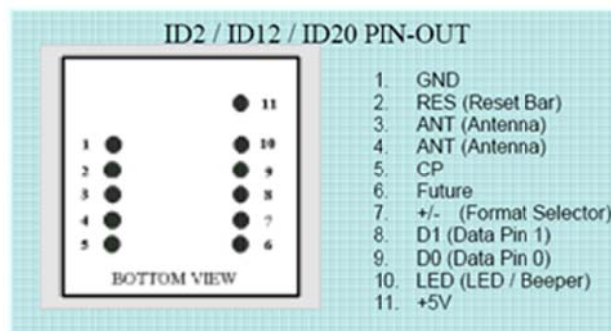 ID2 / ID12 / ID20 PIN-OUT
11
1 10
2 9
3 8
4 7
5 6
BOTTOM VIEW
1. GND
2. RES (Reset Bar)
3. ANT (Antenna)
4. ANT (Antenna)
5. CP
6. Future
7. +/- (Format Selector)
8. D1 (Data Pin 1)
9. D0 (Data Pin 0)
10. LED (LED / Beeper)
11. +5V